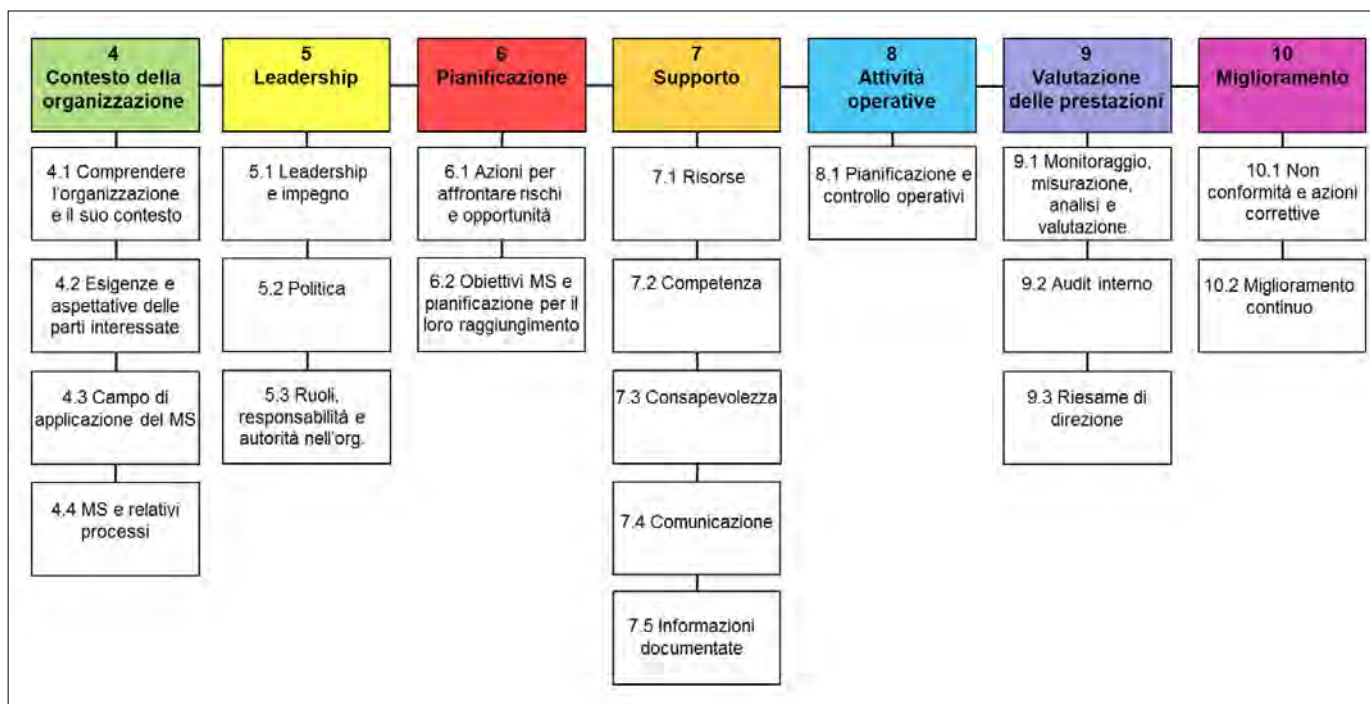 4
Contesto della
organizzazione
4.1 Comprendere
l'organizzazione
e il suo contesto
4.2 Esigenze e
aspettative delle
parti interessate
4.3 Campo di
applicazione del MS
4.4 MS e relativi
processi
5
Leadership
5.1 Leadership
e impegno
5.2 Politica
5.3 Ruoli,
responsabilità e
autorità nell'org.
6
Pianificazione
6.1 Azioni per
affrontare rischi
e opportunità
6.2 Obiettivi MS e
pianificazione per il
loro raggiungimento
7
Supporto
7.1 Risorse
7.2 Competenza
7.3 Consapevolezza
7.4 Comunicazione
7.5 Informazioni
documentate
8
Attività
operative
8.1 Pianificazione e
controllo operativi
9
Valutazione
delle prestazioni
9.1 Monitoraggio,
misurazione,
analisi e
valutazione
9.2 Audit interno
9.3 Riesame di
direzione
10
Miglioramento
10.1 Non
conformità e azioni
correttive
10.2 Miglioramento
continuo